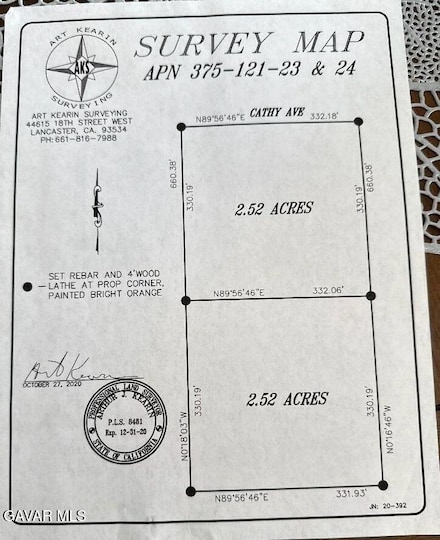 ART KEARIN
AKS
SURVEYING
SURVEY MAP
APN 375-121-23 & 24
ART KEARIN SURVEYING
44615 18TH STREET WEST
LANCASTER, CA. 93534
PH: 661-816-7988
CATHY AVE
N89°56'46"E 332.18'
660.38'
330.19'
2.52 ACRES
330.19'
660.38'
SET REBAR AND 4'WOOD
LATHE AT PROP CORNER,
PAINTED BRIGHT ORANGE
N89°56'46"E 332.06'
Art Kearin
OCTOBER 27, 2020
PROFESSIONAL LAND SURVEYOR
ARTHUR J. KEARIN
P.L.S. 8481
Exp. 12-31-20
STATE OF CALIFORNIA
330.19'
N0°18'03"W
2.52 ACRES
330.19'
N0°16'46"W
N89°56'46"E 331.93'
JN: 20-392
GAVAR MLS